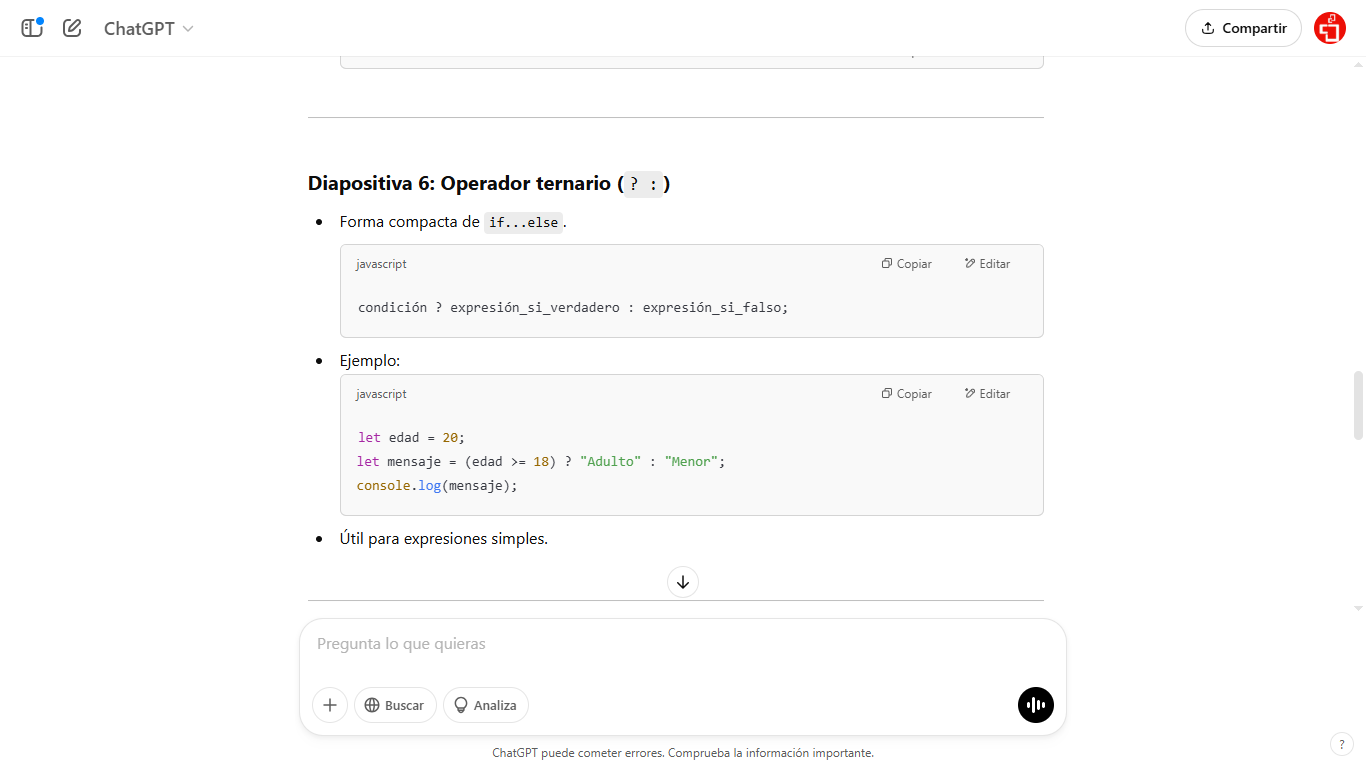 ChatGPT
Compartir
Diapositiva 6: Operador ternario (? :)
Forma compacta de if...else.
javascript
Copiar
Editar
condición ? expresión_si_verdadero : expresión_si_falso;
Ejemplo:
javascript
Copiar
Editar
let edad = 20;
let mensaje = (edad >= 18) ? "Adulto" : "Menor";
console.log(mensaje);
Útil para expresiones simples.
Pregunta lo que quieras
Buscar
Analiza
ChatGPT puede cometer errores. Comprueba la información importante.
?